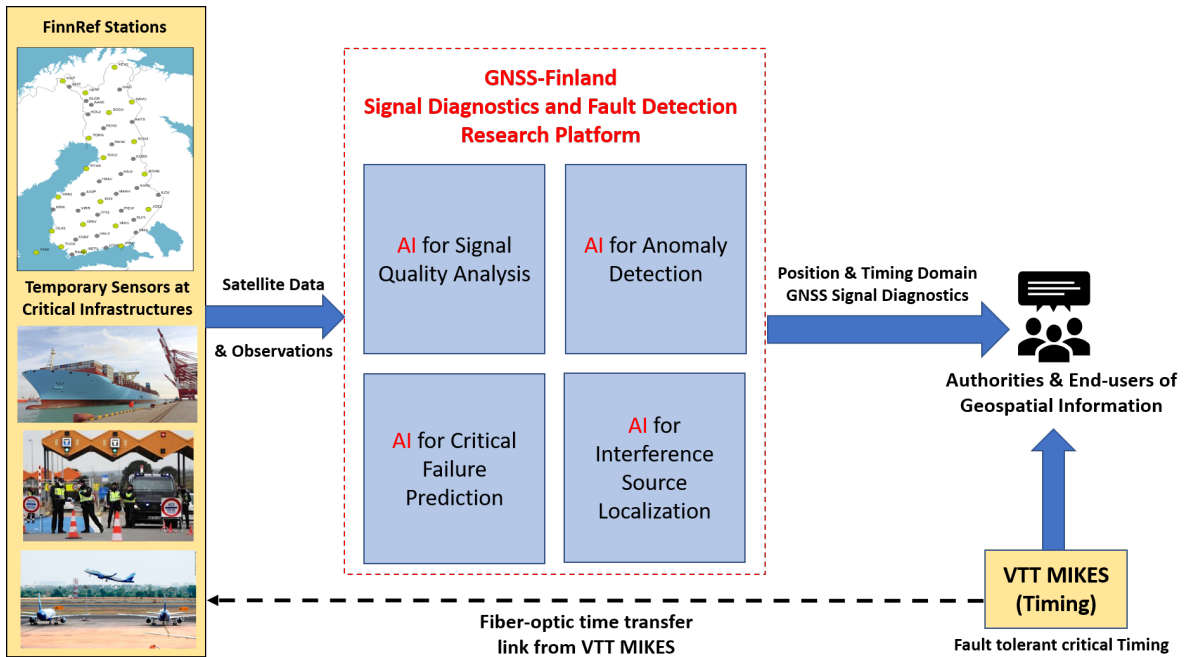 FinnRef Stations
Temporary Sensors at
Critical Infrastructures
Satellite Data
& Observations
GNSS-Finland
Signal Diagnostics and Fault Detection
Research Platform
AI for Signal
Quality Analysis
AI for Anomaly
Detection
AI for Critical
Failure
Prediction
AI for
Interference
Source
Localization
Position & Timing Domain
GNSS Signal Diagnostics
Authorities & End-users of
Geospatial Information
VTT MIKES
(Timing)
Fault tolerant critical Timing
Fiber-optic time transfer
link from VTT MIKES